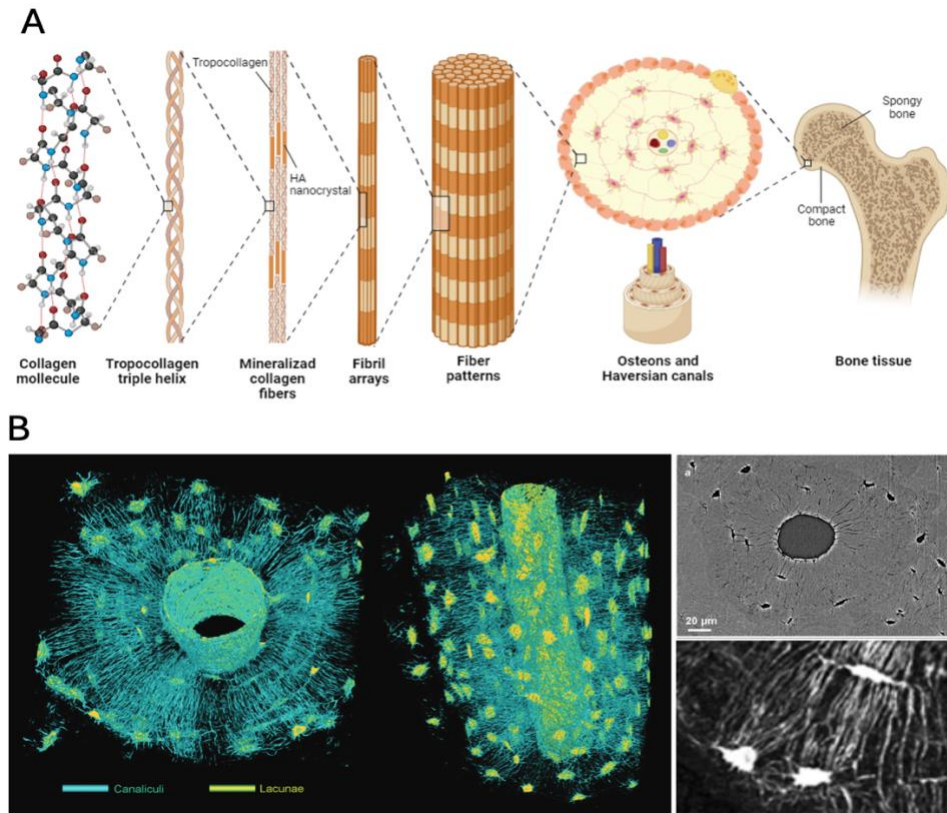 A
Tropocollagen
HA
nanocrystal
Spongy
bone
Compact
bone
Collagen
mollecule
Tropocollagen
triple helix
Mineralizad
collagen
fibers
Fibril
arrays
Fiber
patterns
Osteons and
Haversian canals
Bone tissue
B
Canaliculi
Lacunae
a
20 µm